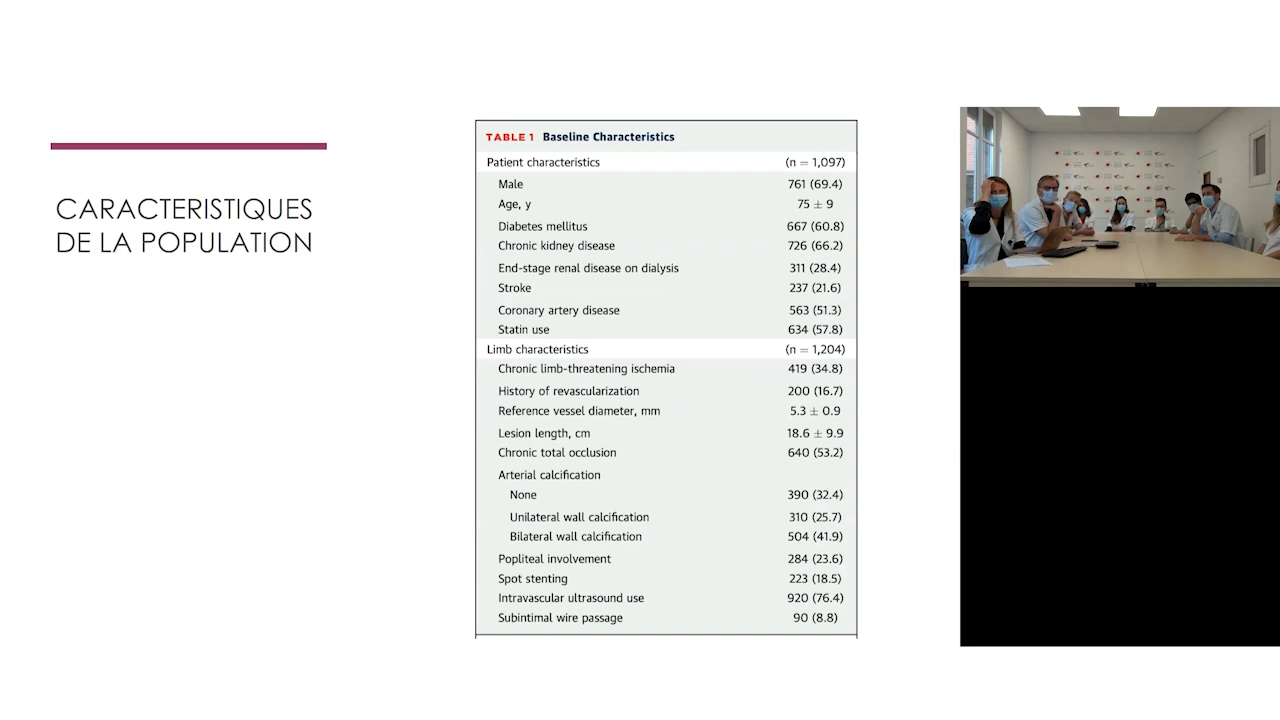 CARACTERISTIQUES
DE LA POPULATION
TABLE 1 Baseline Characteristics
Patient characteristics (n = 1,097)
Male 761 (69.4)
Age, y 75 ± 9
Diabetes mellitus 667 (60.8)
Chronic kidney disease 726 (66.2)
End-stage renal disease on dialysis 311 (28.4)
Stroke 237 (21.6)
Coronary artery disease 563 (51.3)
Statin use 634 (57.8)
Limb characteristics (n = 1,204)
Chronic limb-threatening ischemia 419 (34.8)
History of revascularization 200 (16.7)
Reference vessel diameter, mm 5.3 ± 0.9
Lesion length, cm 18.6 ± 9.9
Chronic total occlusion 640 (53.2)
Arterial calcification
None 390 (32.4)
Unilateral wall calcification 310 (25.7)
Bilateral wall calcification 504 (41.9)
Popliteal involvement 284 (23.6)
Spot stenting 223 (18.5)
Intravascular ultrasound use 920 (76.4)
Subintimal wire passage 90 (8.8)